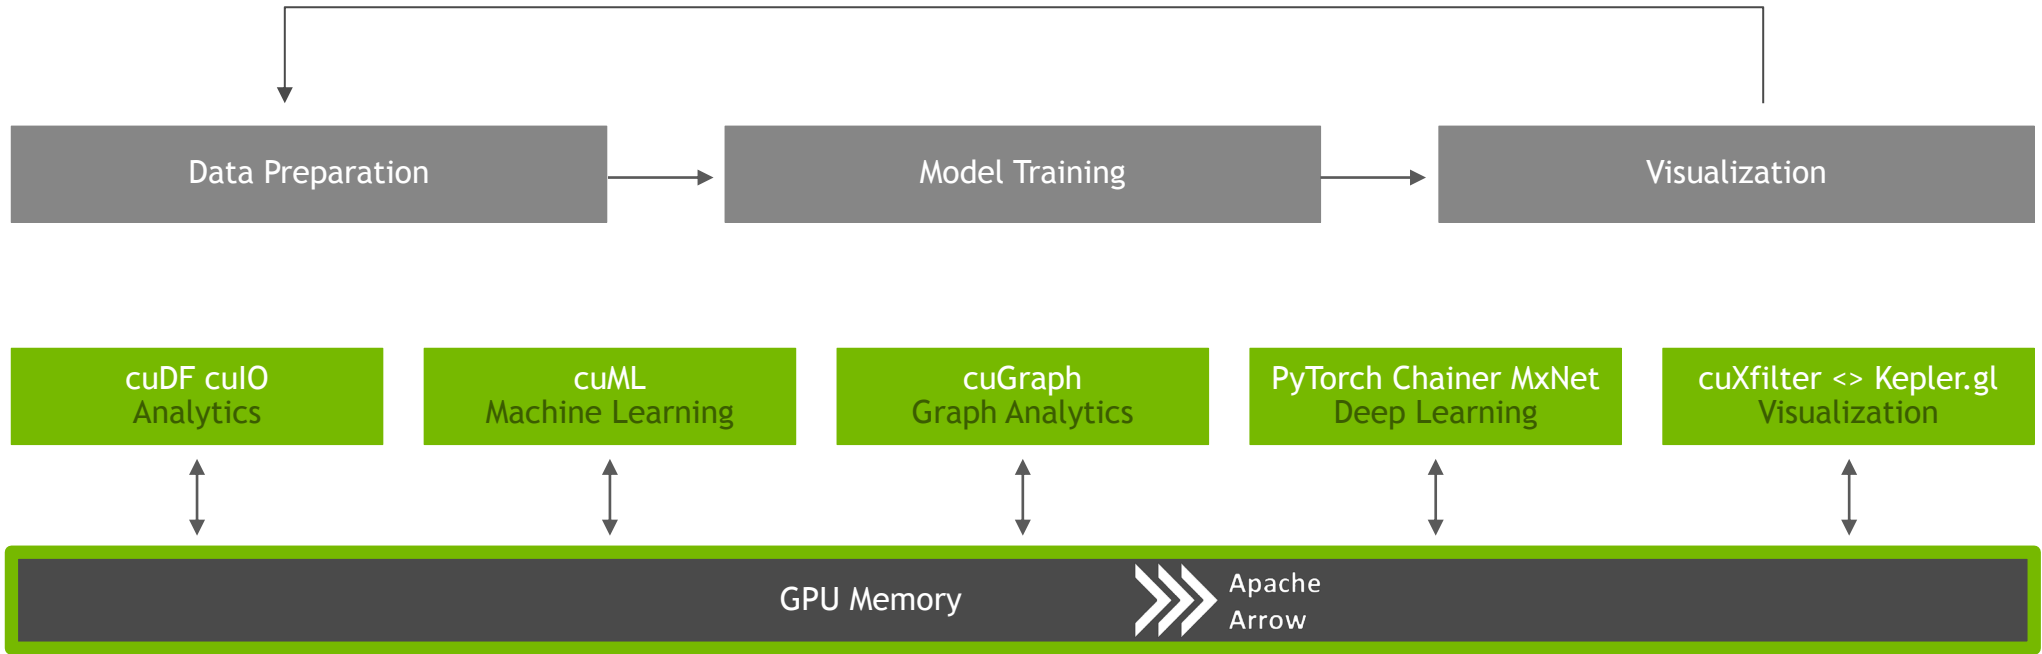 Data Preparation
Model Training
Visualization
cuDF cuIO
Analytics
cuML
Machine Learning
cuGraph
Graph Analytics
PyTorch Chainer MxNet
Deep Learning
cuXfilter <> Kepler.gl
Visualization
GPU Memory
Apache
Arrow